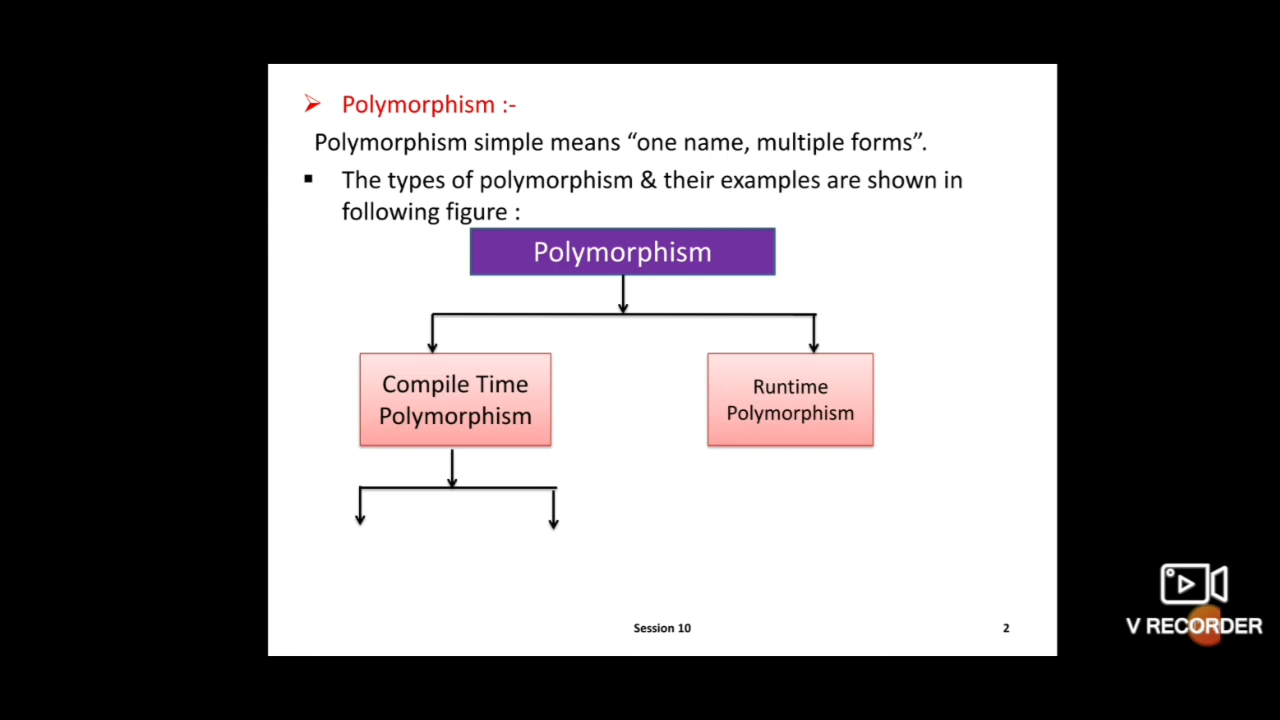 Polymorphism :-
Polymorphism simple means “one name, multiple forms”.
The types of polymorphism & their examples are shown in
following figure :
Polymorphism
Compile Time
Polymorphism
Runtime
Polymorphism
Session 10
2
V RECORDER